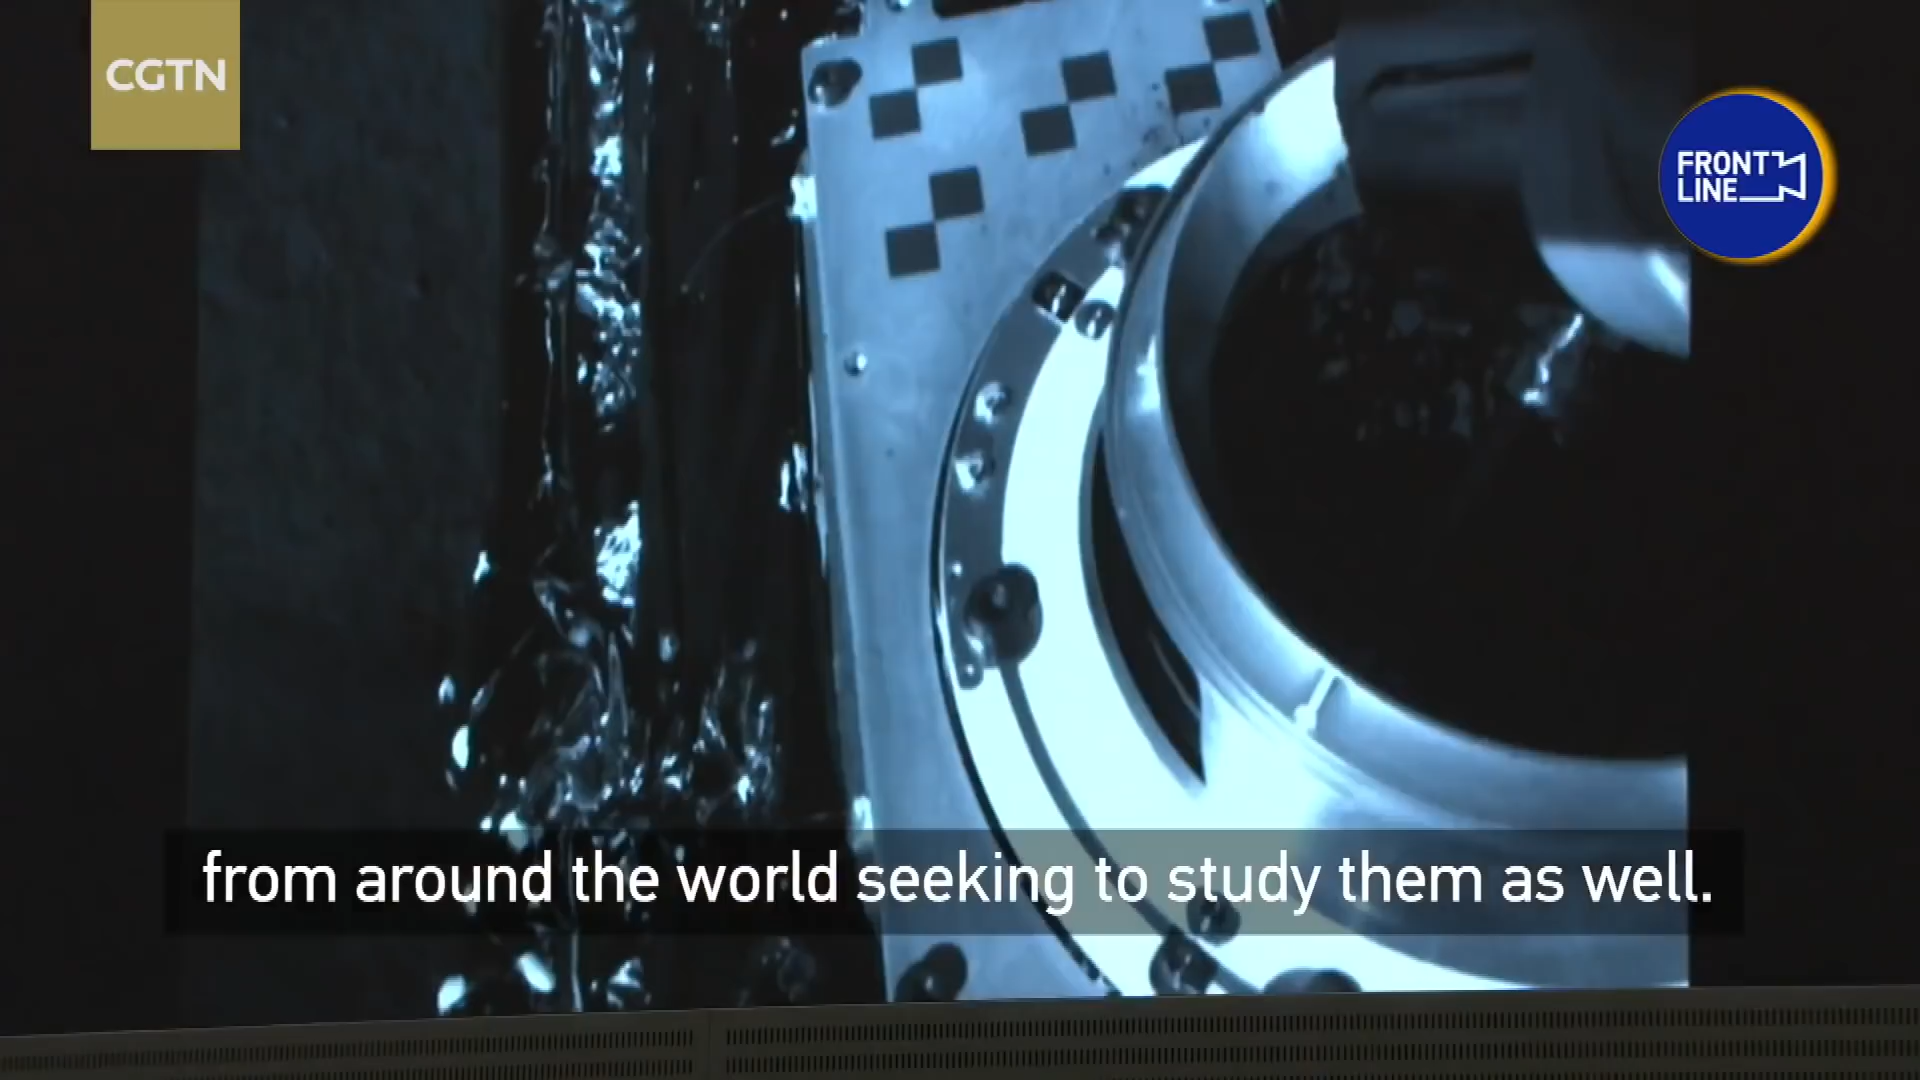 CGTN
FRONT
LINE
from around the world seeking to study them as well.